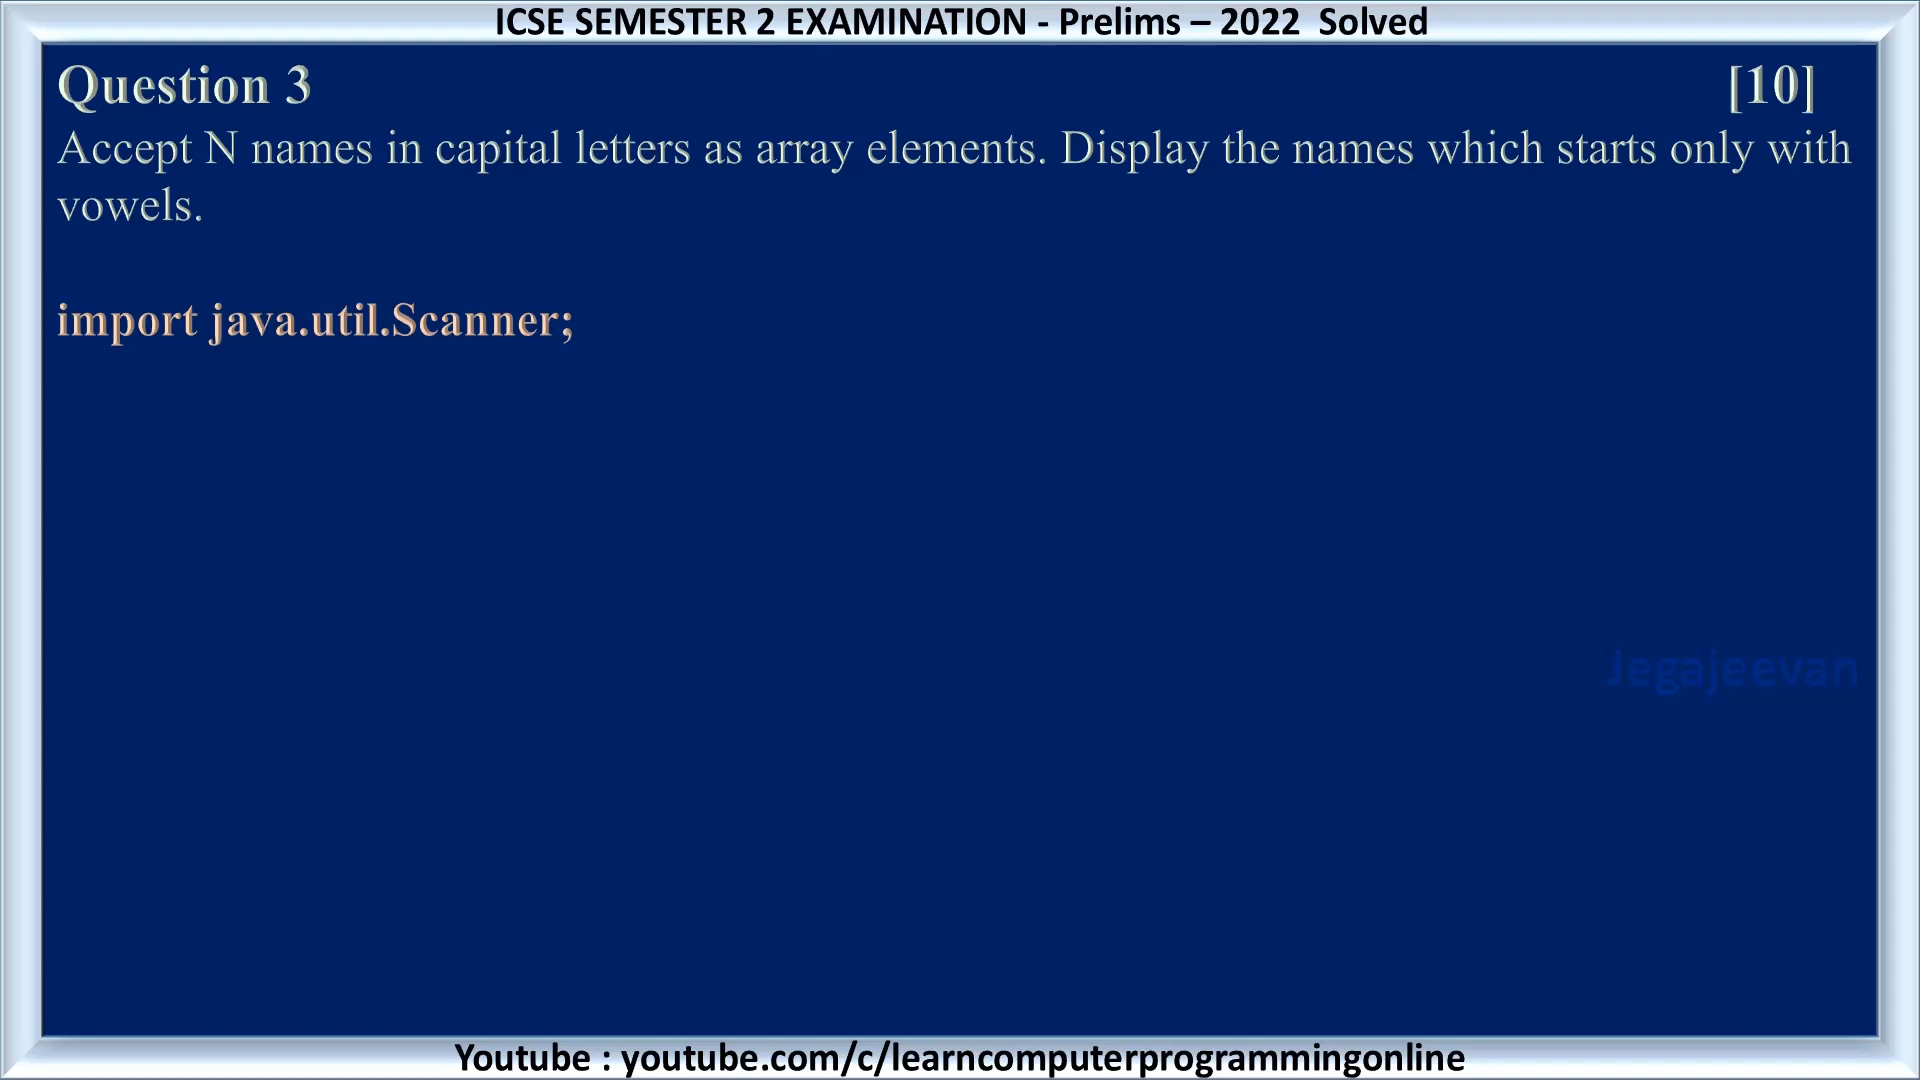 ICSE SEMESTER 2 EXAMINATION - Prelims – 2022 Solved
Question 3 [10]
Accept N names in capital letters as array elements. Display the names which starts only with
vowels.
import java.util.Scanner;
Jegajeevan
Youtube : youtube.com/c/learncomputerprogrammingonline